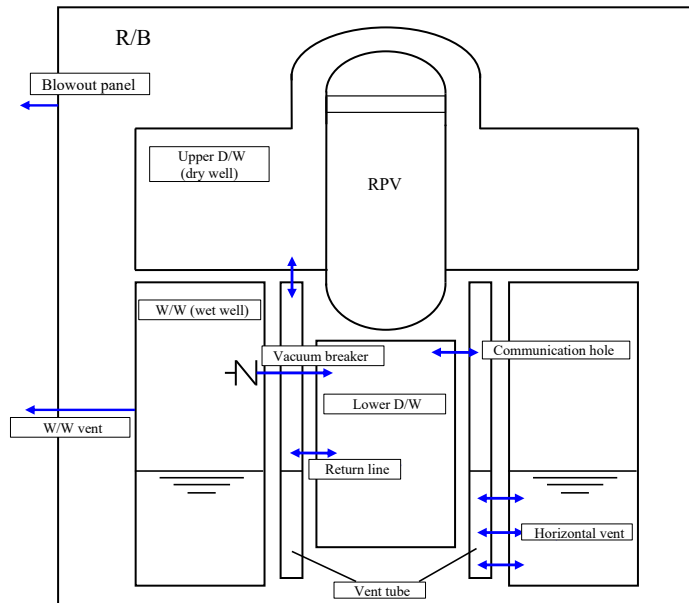 R/B
Blowout panel
Upper D/W
(dry well)
RPV
W/W (wet well)
Vacuum breaker
Communication hole
Lower D/W
W/W vent
Return line
Horizontal vent
Vent tube